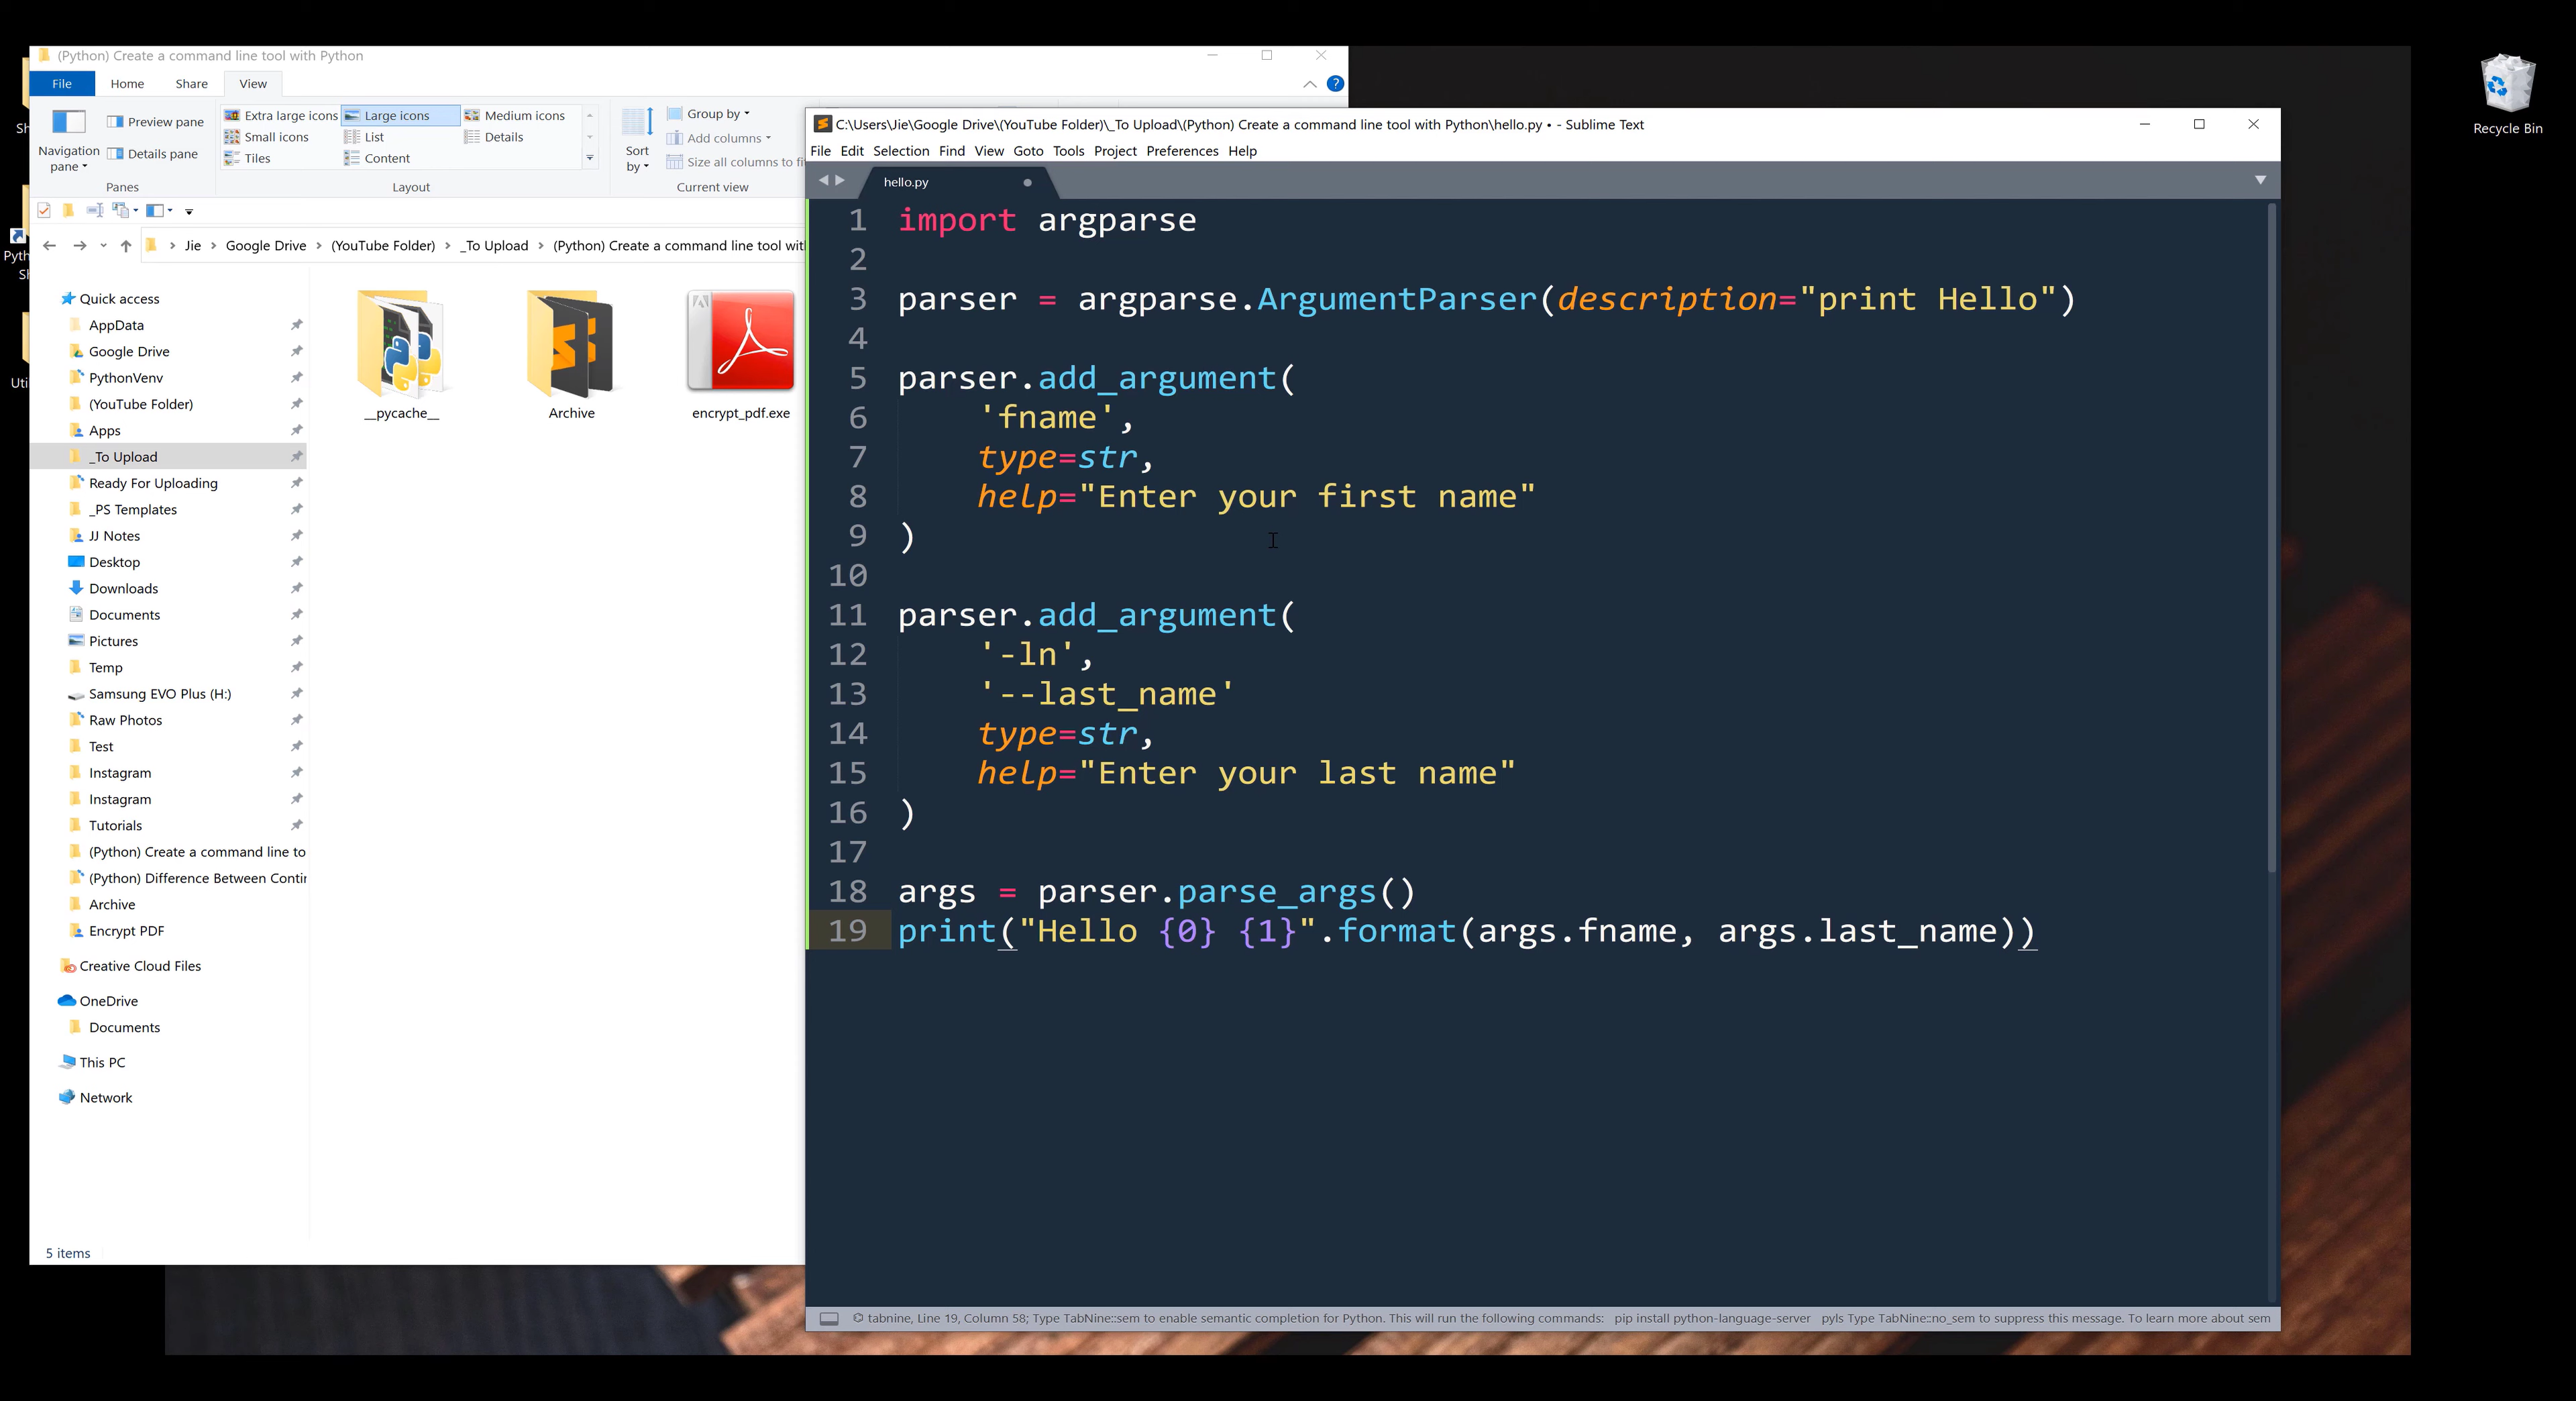 (Python) Create a command line tool with Python
File Home Share View
Navigation pane
Preview pane
Details pane
Panes
Extra large icons Large icons Medium icons
Small icons List Details
Tiles Content
Layout
Sort by
Group by
Add columns
Size all columns to fi
Current view
Jie > Google Drive > (YouTube Folder) > _To Upload > (Python) Create a command line tool wit
Quick access
AppData
Google Drive
PythonVenv
(YouTube Folder)
Apps
_To Upload
Ready For Uploading
_PS Templates
JJ Notes
Desktop
Downloads
Documents
Pictures
Temp
Samsung EVO Plus (H:)
Raw Photos
Test
Instagram
Instagram
Tutorials
(Python) Create a command line to
(Python) Difference Between Contin
Archive
Encrypt PDF
Creative Cloud Files
OneDrive
Documents
This PC
Network
__pycache__
Archive
encrypt_pdf.exe
5 items
C:\Users\Jie\Google Drive\(YouTube Folder)\_To Upload\(Python) Create a command line tool with Python\hello.py • - Sublime Text
File Edit Selection Find View Goto Tools Project Preferences Help
hello.py
1 import argparse
2
3 parser = argparse.ArgumentParser(description="print Hello")
4
5 parser.add_argument(
6     'fname',
7     type=str,
8     help="Enter your first name"
9 )
10
11 parser.add_argument(
12     '-ln',
13     '--last_name'
14     type=str,
15     help="Enter your last name"
16 )
17
18 args = parser.parse_args()
19 print("Hello {0} {1}".format(args.fname, args.last_name))
tabnine, Line 19, Column 58; Type TabNine::sem to enable semantic completion for Python. This will run the following commands: pip install python-language-server pyls Type TabNine::no_sem to suppress this message. To learn more about sem
Recycle Bin
Sh
Pyth
Sh
Uti